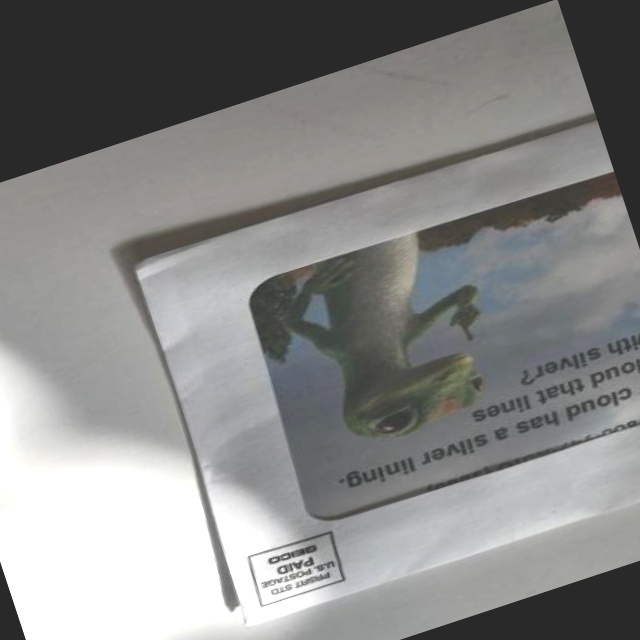 cloud has a silver lining.
loud that lines
ith silver?
PRSRT STD
U.S. POSTAGE
PAID
GEICO